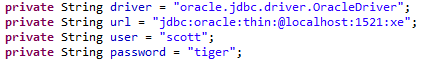 private String driver = "oracle.jdbc.driver.OracleDriver";
private String url = "jdbc:oracle:thin:@localhost:1521:xe";
private String user = "scott";
private String password = "tiger";